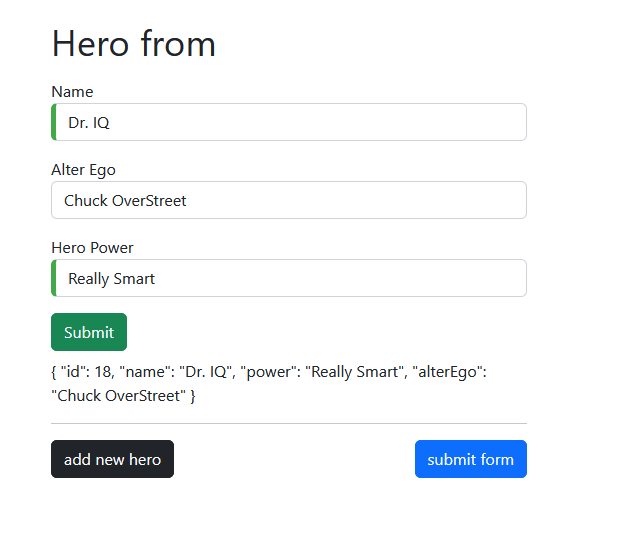 Hero from
Name
Dr. IQ
Alter Ego
Chuck OverStreet
Hero Power
Really Smart
Submit
{ "id": 18, "name": "Dr. IQ", "power": "Really Smart", "alterEgo":
"Chuck OverStreet" }
add new hero
submit form